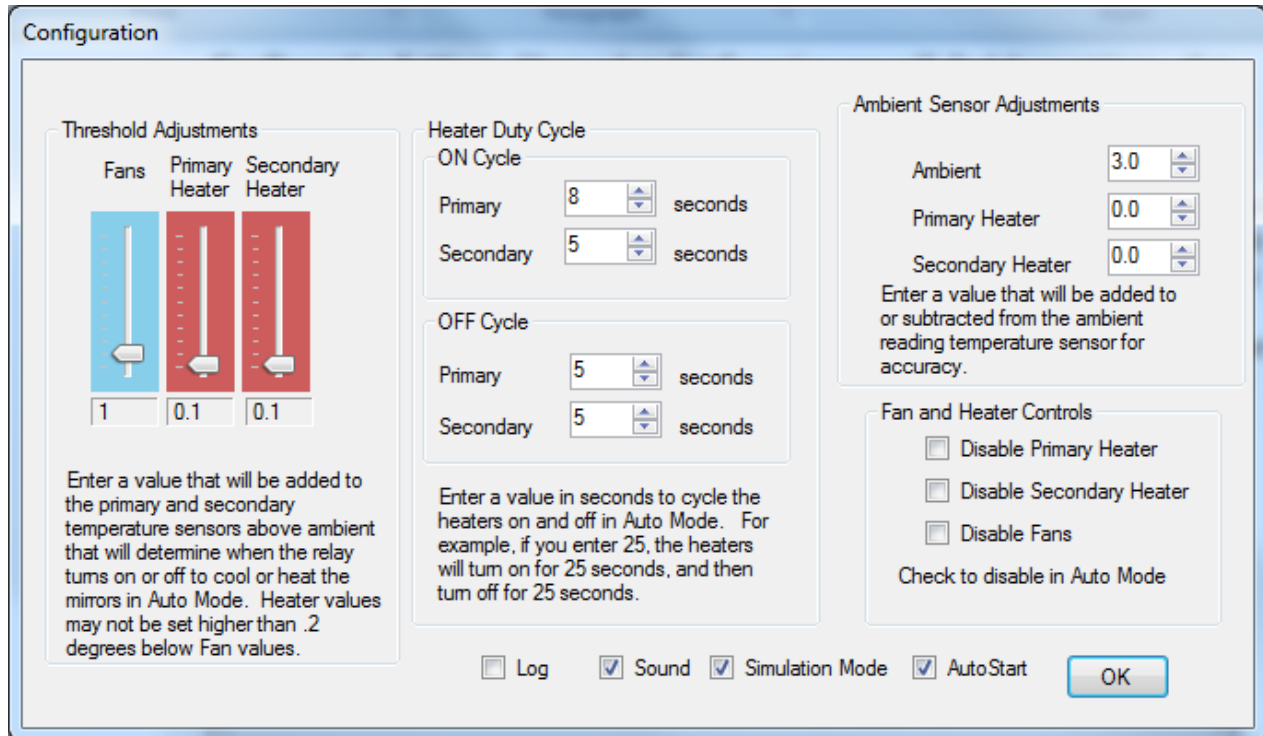 Configuration
Threshold Adjustments
Fans
Primary Heater
Secondary Heater
1
0.1
0.1
Enter a value that will be added to
the primary and secondary
temperature sensors above ambient
that will determine when the relay
turns on or off to cool or heat the
mirrors in Auto Mode.  Heater values
may not be set higher than .2
degrees below Fan values.
Heater Duty Cycle
ON Cycle
Primary 8 seconds
Secondary 5 seconds
OFF Cycle
Primary 5 seconds
Secondary 5 seconds
Enter a value in seconds to cycle the
heaters on and off in Auto Mode.   For
example, if you enter 25, the heaters
will turn on for 25 seconds, and then
turn off for 25 seconds.
Ambient Sensor Adjustments
Ambient 3.0
Primary Heater 0.0
Secondary Heater 0.0
Enter a value that will be added to
or subtracted from the ambient
reading temperature sensor for
accuracy.
Fan and Heater Controls
Disable Primary Heater
Disable Secondary Heater
Disable Fans
Check to disable in Auto Mode
Log Sound Simulation Mode AutoStart OK